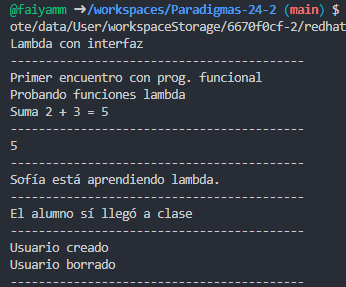 @faiyamm ➜/workspaces/Paradigmas-24-2 (main) $
ote/data/User/workspaceStorage/6670f0cf-2/redhat
Lambda con interfaz
------------------------------------------
Primer encuentro con prog. funcional
Probando funciones lambda
Suma 2 + 3 = 5
------------------------------------------
5
------------------------------------------
Sofía está aprendiendo lambda.
------------------------------------------
El alumno sí llegó a clase
------------------------------------------
Usuario creado
Usuario borrado
------------------------------------------